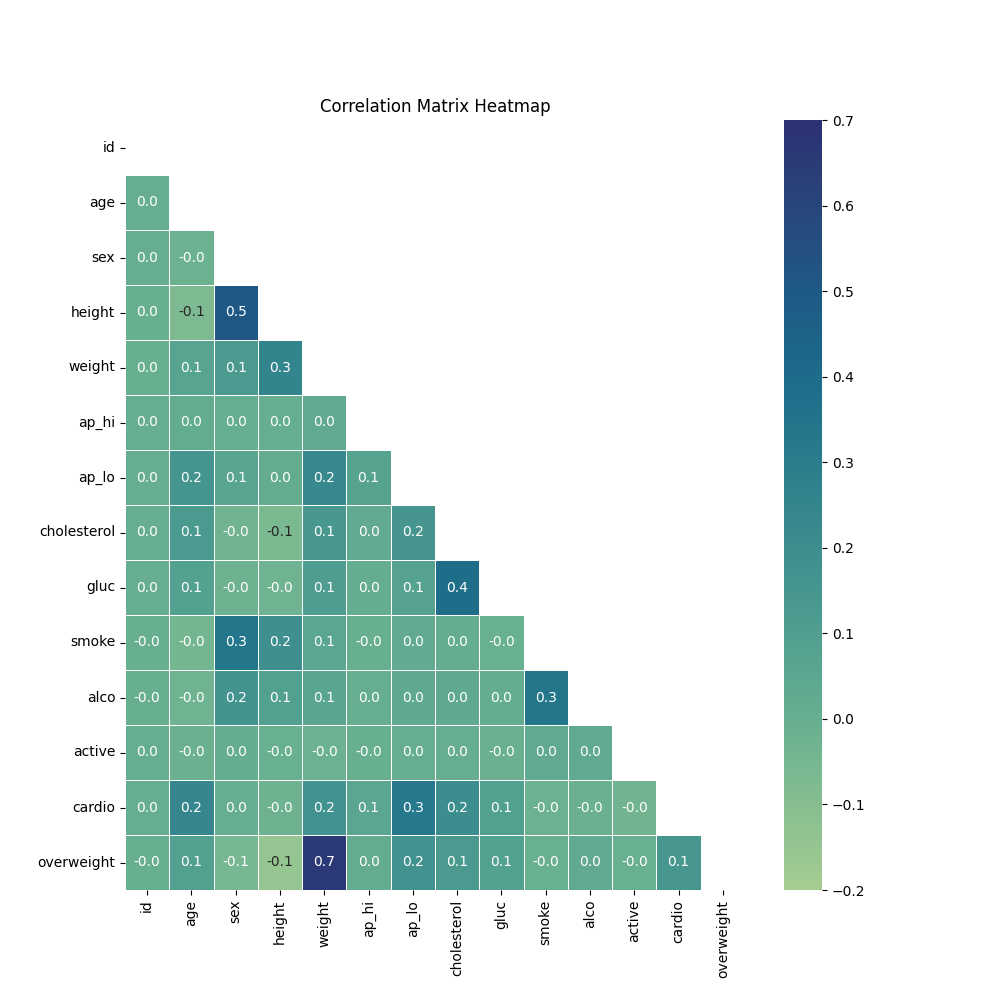 Correlation Matrix Heatmap
id
age 0.0
sex 0.0 -0.0
height 0.0 -0.1 0.5
weight 0.0 0.1 0.1 0.3
ap_hi 0.0 0.0 0.0 0.0 0.0
ap_lo 0.0 0.2 0.1 0.0 0.2 0.1
cholesterol 0.0 0.1 -0.0 -0.1 0.1 0.0 0.2
gluc 0.0 0.1 -0.0 -0.0 0.1 0.0 0.1 0.4
smoke -0.0 -0.0 0.3 0.2 0.1 -0.0 0.0 0.0 -0.0
alco -0.0 -0.0 0.2 0.1 0.1 0.0 0.0 0.0 0.0 0.3
active 0.0 -0.0 0.0 -0.0 -0.0 -0.0 0.0 0.0 -0.0 0.0 0.0
cardio 0.0 0.2 0.0 -0.0 0.2 0.1 0.3 0.2 0.1 -0.0 -0.0 -0.0
overweight -0.0 0.1 -0.1 -0.1 0.7 0.0 0.2 0.1 0.1 -0.0 0.0 -0.0 0.1
id age sex height weight ap_hi ap_lo cholesterol gluc smoke alco active cardio overweight
0.7
0.6
0.5
0.4
0.3
0.2
0.1
0.0
−0.1
−0.2